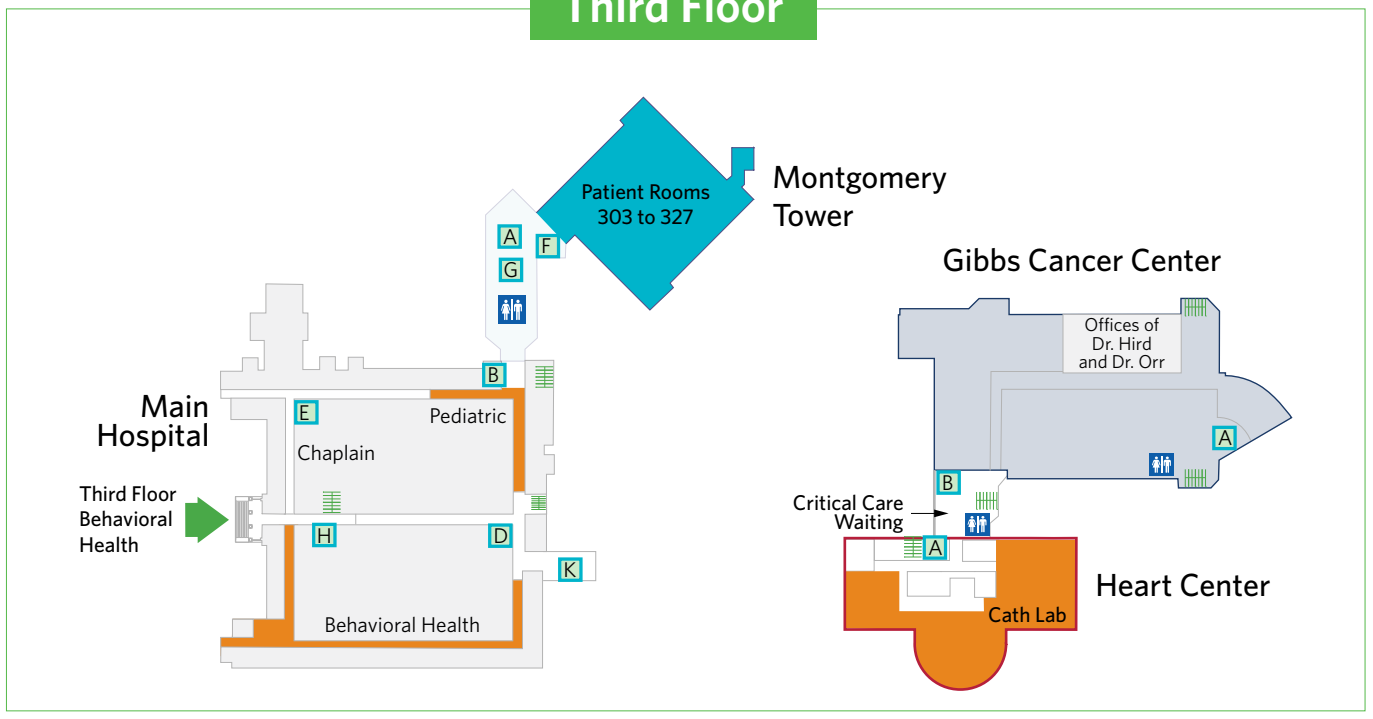 Third Floor
Patient Rooms
303 to 327
Montgomery
Tower
A
F
G
B
Main
Hospital
E
Pediatric
Chaplain
Third Floor
Behavioral
Health
H
D
K
Behavioral Health
Gibbs Cancer Center
Offices of
Dr. Hird
and Dr. Orr
A
B
Critical Care
Waiting
A
Heart Center
Cath Lab